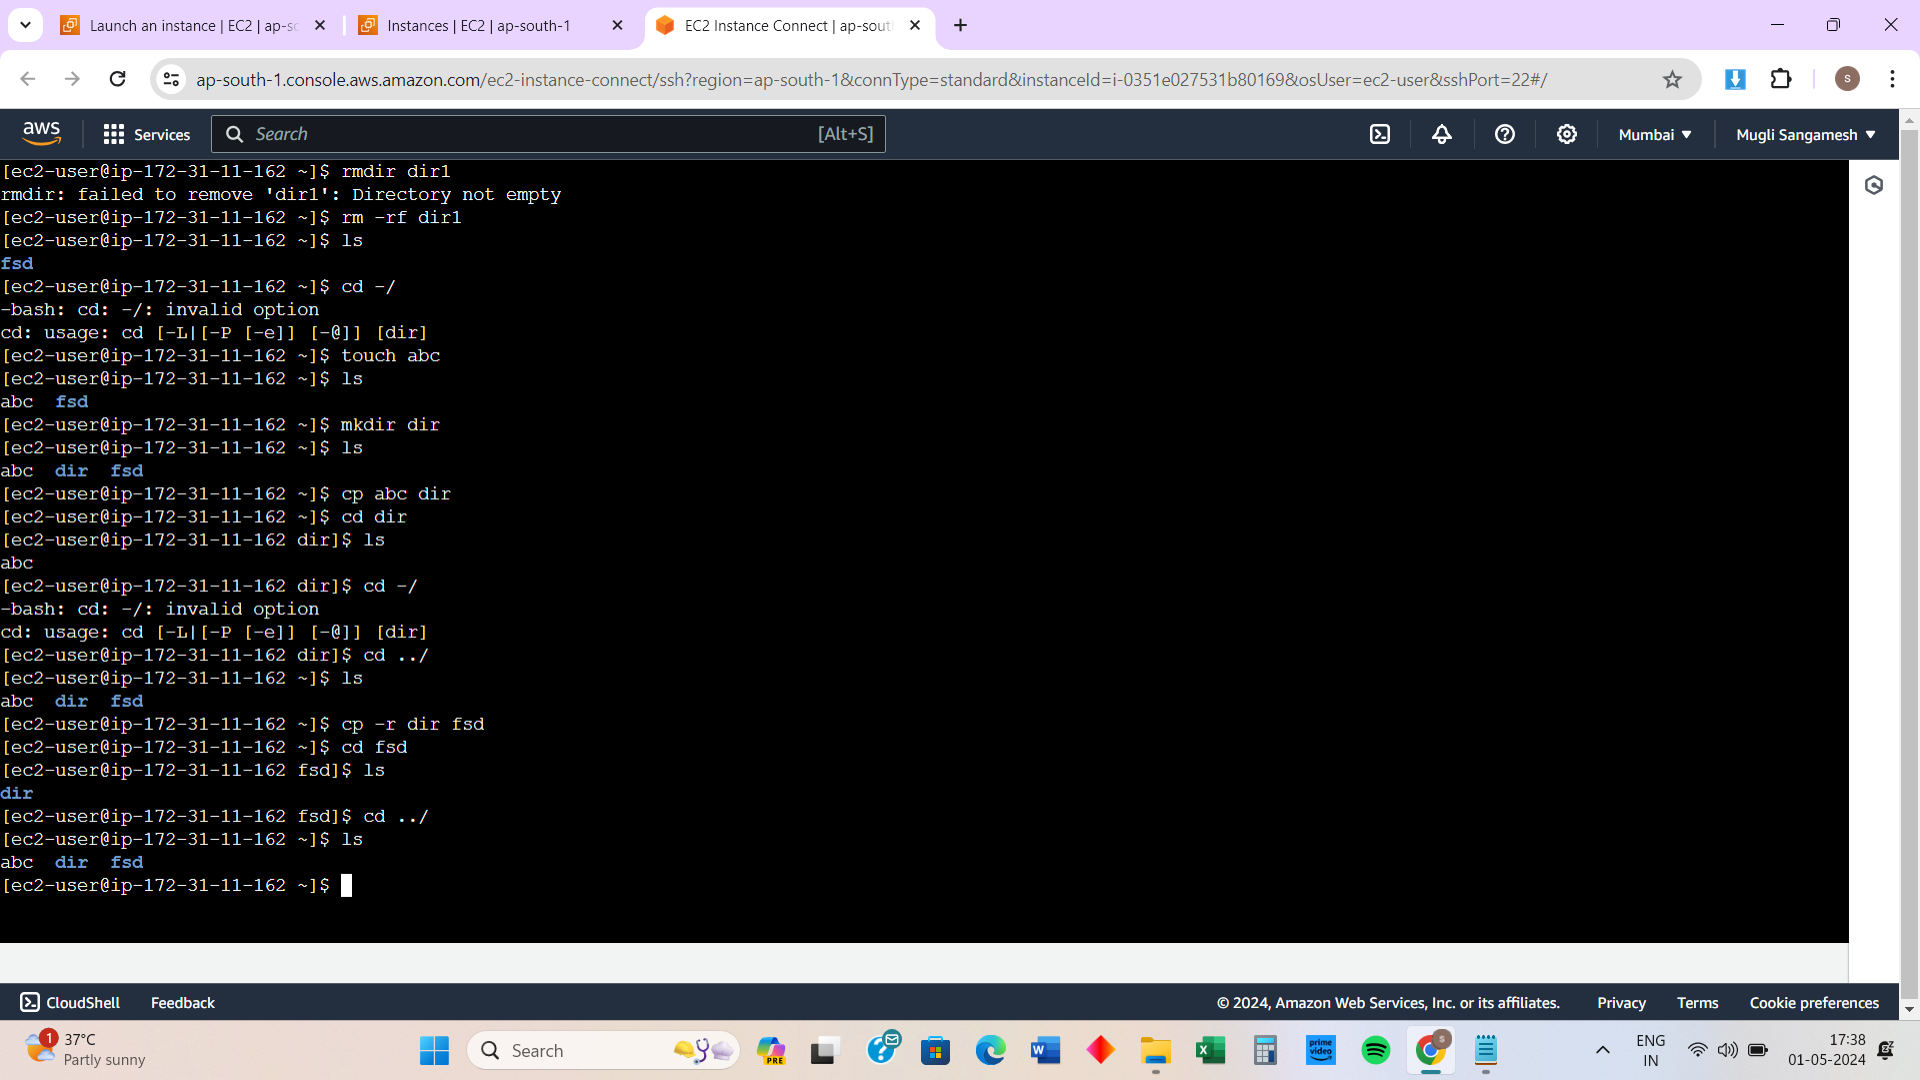 Launch an instance | EC2 | ap-sc
Instances | EC2 | ap-south-1
EC2 Instance Connect | ap-sout
ap-south-1.console.aws.amazon.com/ec2-instance-connect/ssh?region=ap-south-1&connType=standard&instanceId=i-0351e027531b80169&osUser=ec2-user&sshPort=22#/
S
aws
Services
Search
[Alt+S]
Mumbai
Mugli Sangamesh
[ec2-user@ip-172-31-11-162 ~]$ rmdir dir1
rmdir: failed to remove 'dir1': Directory not empty
[ec2-user@ip-172-31-11-162 ~]$ rm -rf dir1
[ec2-user@ip-172-31-11-162 ~]$ ls
fsd
[ec2-user@ip-172-31-11-162 ~]$ cd -/
-bash: cd: -/: invalid option
cd: usage: cd [-L|[-P [-e]] [-@]] [dir]
[ec2-user@ip-172-31-11-162 ~]$ touch abc
[ec2-user@ip-172-31-11-162 ~]$ ls
abc  fsd
[ec2-user@ip-172-31-11-162 ~]$ mkdir dir
[ec2-user@ip-172-31-11-162 ~]$ ls
abc  dir  fsd
[ec2-user@ip-172-31-11-162 ~]$ cp abc dir
[ec2-user@ip-172-31-11-162 ~]$ cd dir
[ec2-user@ip-172-31-11-162 dir]$ ls
abc
[ec2-user@ip-172-31-11-162 dir]$ cd -/
-bash: cd: -/: invalid option
cd: usage: cd [-L|[-P [-e]] [-@]] [dir]
[ec2-user@ip-172-31-11-162 dir]$ cd ../
[ec2-user@ip-172-31-11-162 ~]$ ls
abc  dir  fsd
[ec2-user@ip-172-31-11-162 ~]$ cp -r dir fsd
[ec2-user@ip-172-31-11-162 ~]$ cd fsd
[ec2-user@ip-172-31-11-162 fsd]$ ls
dir
[ec2-user@ip-172-31-11-162 fsd]$ cd ../
[ec2-user@ip-172-31-11-162 ~]$ ls
abc  dir  fsd
[ec2-user@ip-172-31-11-162 ~]$
CloudShell
Feedback
© 2024, Amazon Web Services, Inc. or its affiliates.
Privacy
Terms
Cookie preferences
1
37°C
Partly sunny
Search
PRE
prime video
ENG
IN
17:38
01-05-2024